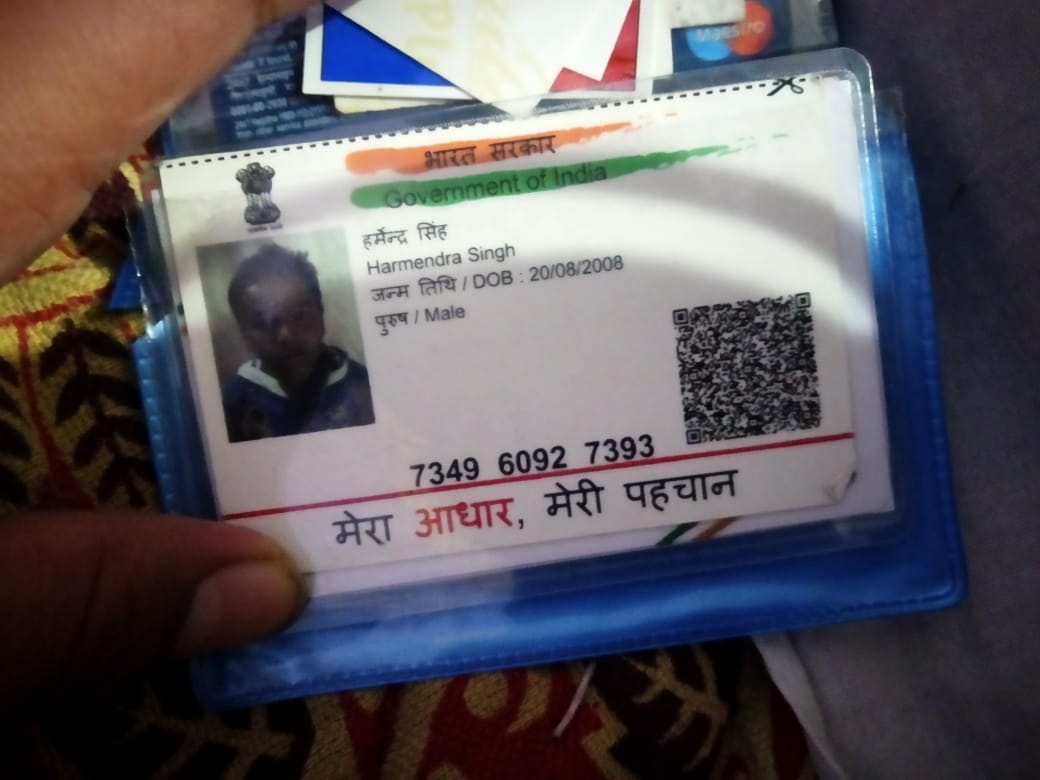 Maestro
भारत सरकार
Government of India
हर्मेन्द्र सिंह
Harmendra Singh
जन्म तिथि / DOB : 20/08/2008
पुरुष / Male
7349 6092 7393
मेरा आधार, मेरी पहचान